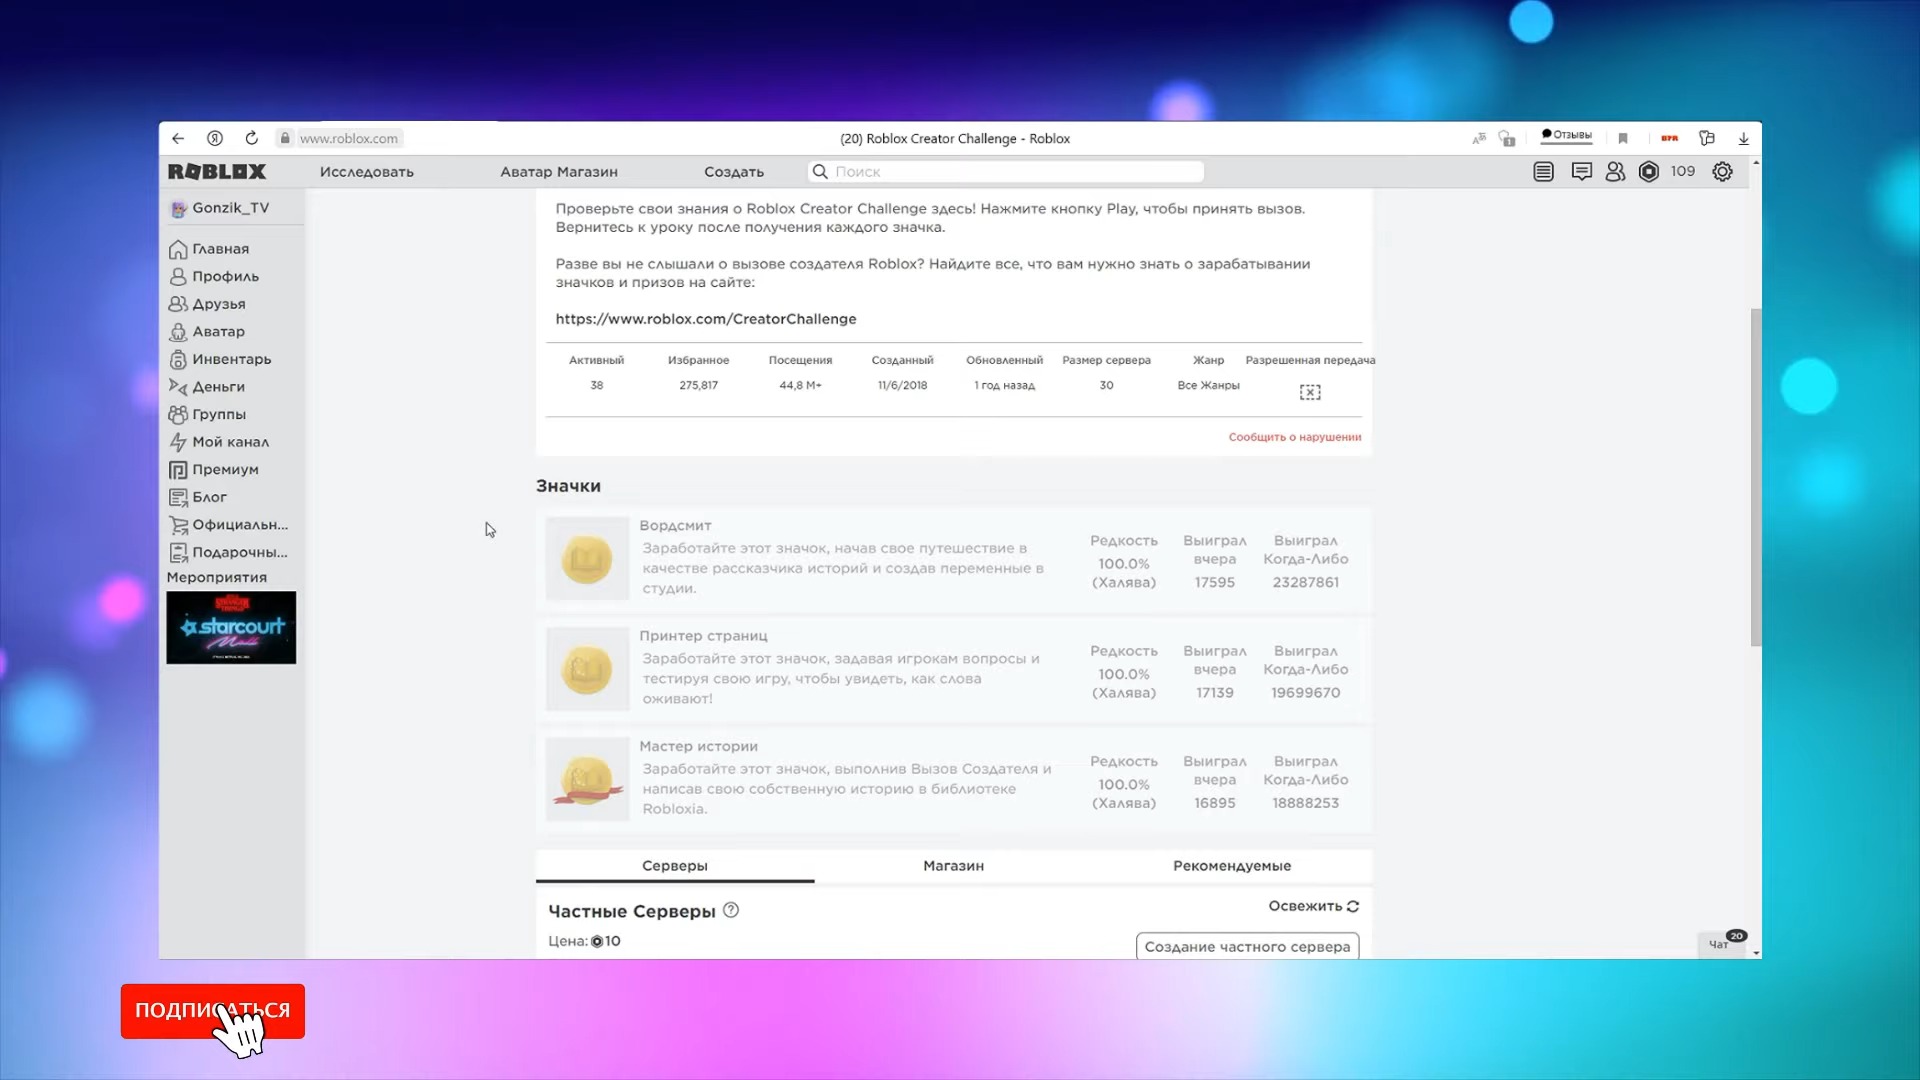 www.roblox.com
(20) Roblox Creator Challenge - Roblox
Отзывы
ROBLOX
Исследовать
Аватар Магазин
Создать
Поиск
109
Gonzik_TV
Главная
Профиль
Друзья
Аватар
Инвентарь
Деньги
Группы
Мой канал
Премиум
Блог
Официальн...
Подарочны...
Мероприятия
starcourt
Mall
Проверьте свои знания о Roblox Creator Challenge здесь! Нажмите кнопку Play, чтобы принять вызов.
Вернитесь к уроку после получения каждого значка.
Разве вы не слышали о вызове создателя Roblox? Найдите все, что вам нужно знать о зарабатывании
значков и призов на сайте:
https://www.roblox.com/CreatorChallenge
Активный Избранное Посещения Созданный Обновленный Размер сервера Жанр Разрешенная передача
38 275,817 44,8 M+ 11/6/2018 1 год назад 30 Все Жанры
Сообщить о нарушении
Значки
Вордсмит
Заработайте этот значок, начав свое путешествие в
качестве рассказчика историй и создав переменные в
студии.
Редкость
100.0%
(Халява)
Выиграл
вчера
17595
Выиграл
Когда-Либо
23287861
Принтер страниц
Заработайте этот значок, задавая игрокам вопросы и
тестируя свою игру, чтобы увидеть, как слова
оживают!
Редкость
100.0%
(Халява)
Выиграл
вчера
17139
Выиграл
Когда-Либо
19699670
Мастер истории
Заработайте этот значок, выполнив Вызов Создателя и
написав свою собственную историю в библиотеке
Robloxia.
Редкость
100.0%
(Халява)
Выиграл
вчера
16895
Выиграл
Когда-Либо
18888253
Серверы
Магазин
Рекомендуемые
Частные Серверы
Освежить
Цена: 10
Создание частного сервера
Чат
20
ПОДПИСАТЬСЯ